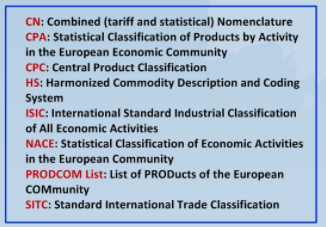 CN: Combined (tariff and statistical) Nomenclature
CPA: Statistical Classification of Products by Activity
in the European Economic Community
CPC: Central Product Classification
HS: Harmonized Commodity Description and Coding
System
ISIC: International Standard Industrial Classification
of All Economic Activities
NACE: Statistical Classification of Economic Activities
in the European Community
PRODCOM List: List of PRODucts of the European
COMmunity
SITC: Standard International Trade Classification